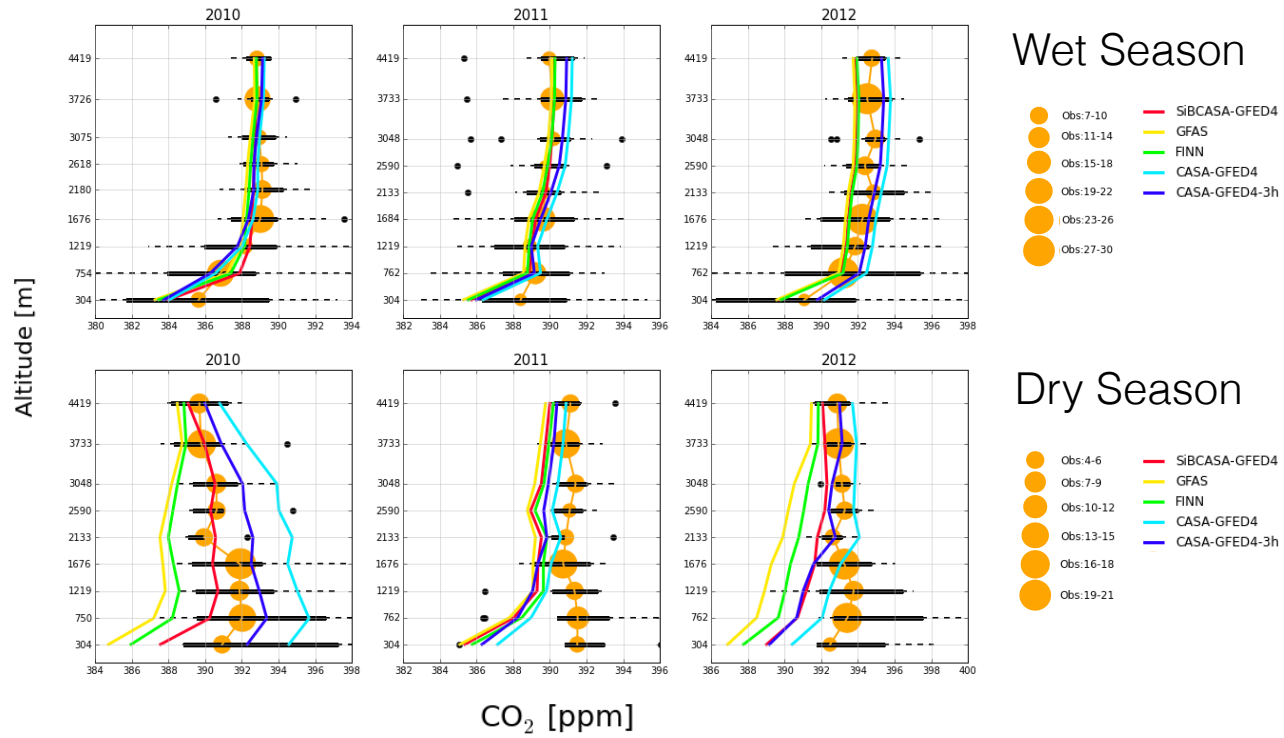 2010
2011
2012
Wet Season
4419
3726
3075
2618
2180
1676
1219
754
304
380 382 384 386 388 390 392 394
4419
3733
3048
2590
2133
1684
1219
762
304
382 384 386 388 390 392 394 396
4419
3733
3048
2590
2133
1676
1219
762
304
384 386 388 390 392 394 396 398
Obs:7-10
Obs:11-14
Obs:15-18
Obs:19-22
Obs:23-26
Obs:27-30
SiBCASA-GFED4
GFAS
FINN
CASA-GFED4
CASA-GFED4-3h
Altitude [m]
2010
2011
2012
Dry Season
4419
3733
3048
2590
2133
1676
1219
750
304
384 386 388 390 392 394 396 398
4419
3733
3048
2590
2133
1676
1219
762
304
382 384 386 388 390 392 394 396
4419
3733
3048
2590
2133
1676
1219
762
304
386 388 390 392 394 396 398 400
Obs:4-6
Obs:7-9
Obs:10-12
Obs:13-15
Obs:16-18
Obs:19-21
SiBCASA-GFED4
GFAS
FINN
CASA-GFED4
CASA-GFED4-3h
CO₂ [ppm]